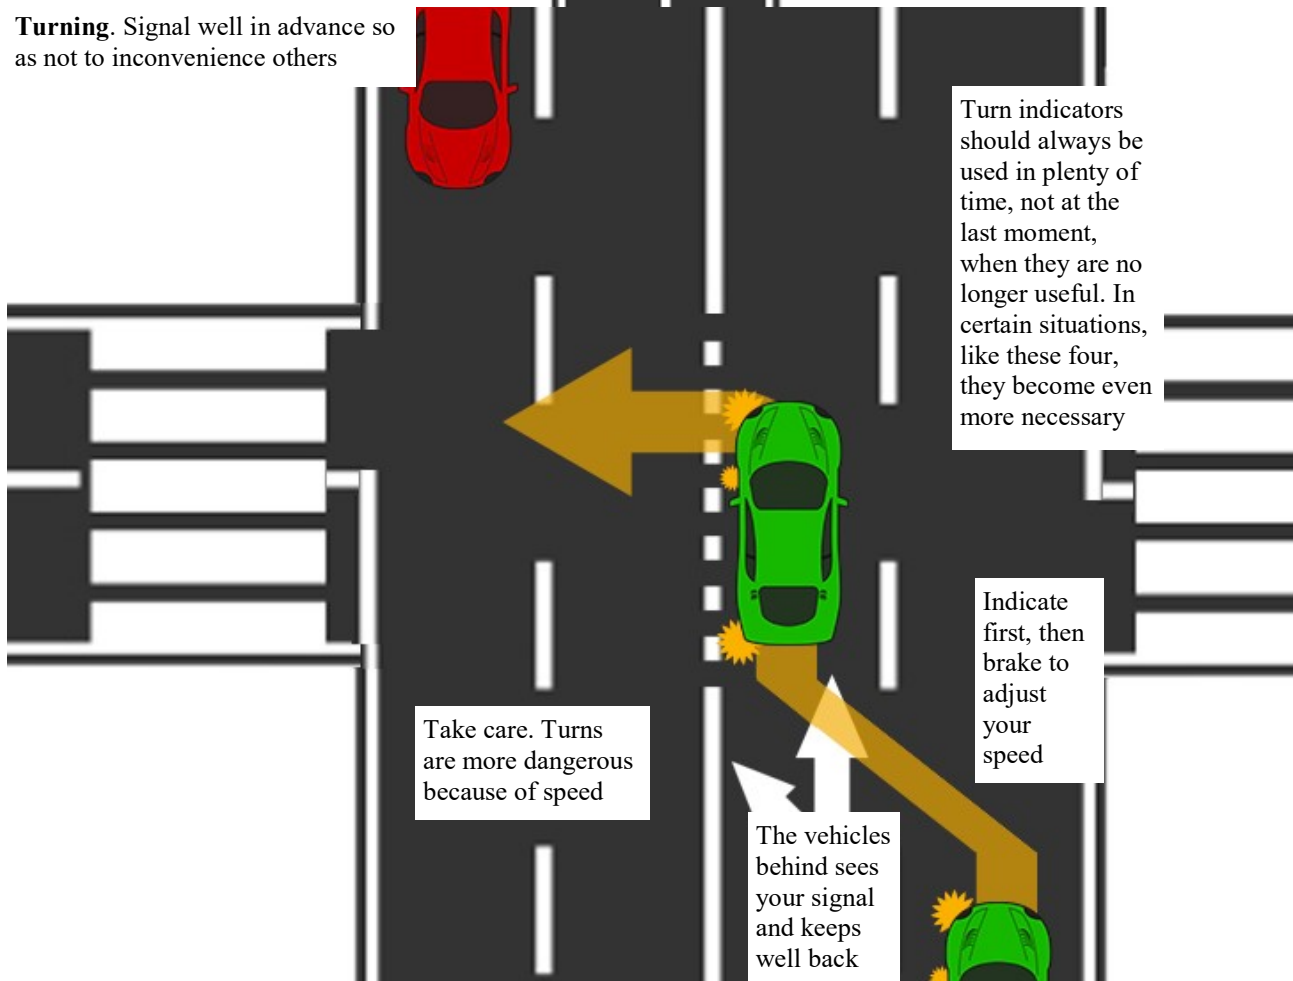 Turning. Signal well in advance so
as not to inconvenience others
Turn indicators
should always be
used in plenty of
time, not at the
last moment,
when they are no
longer useful. In
certain situations,
like these four,
they become even
more necessary
Indicate
first, then
brake to
adjust
your
speed
Take care. Turns
are more dangerous
because of speed
The vehicles
behind sees
your signal
and keeps
well back